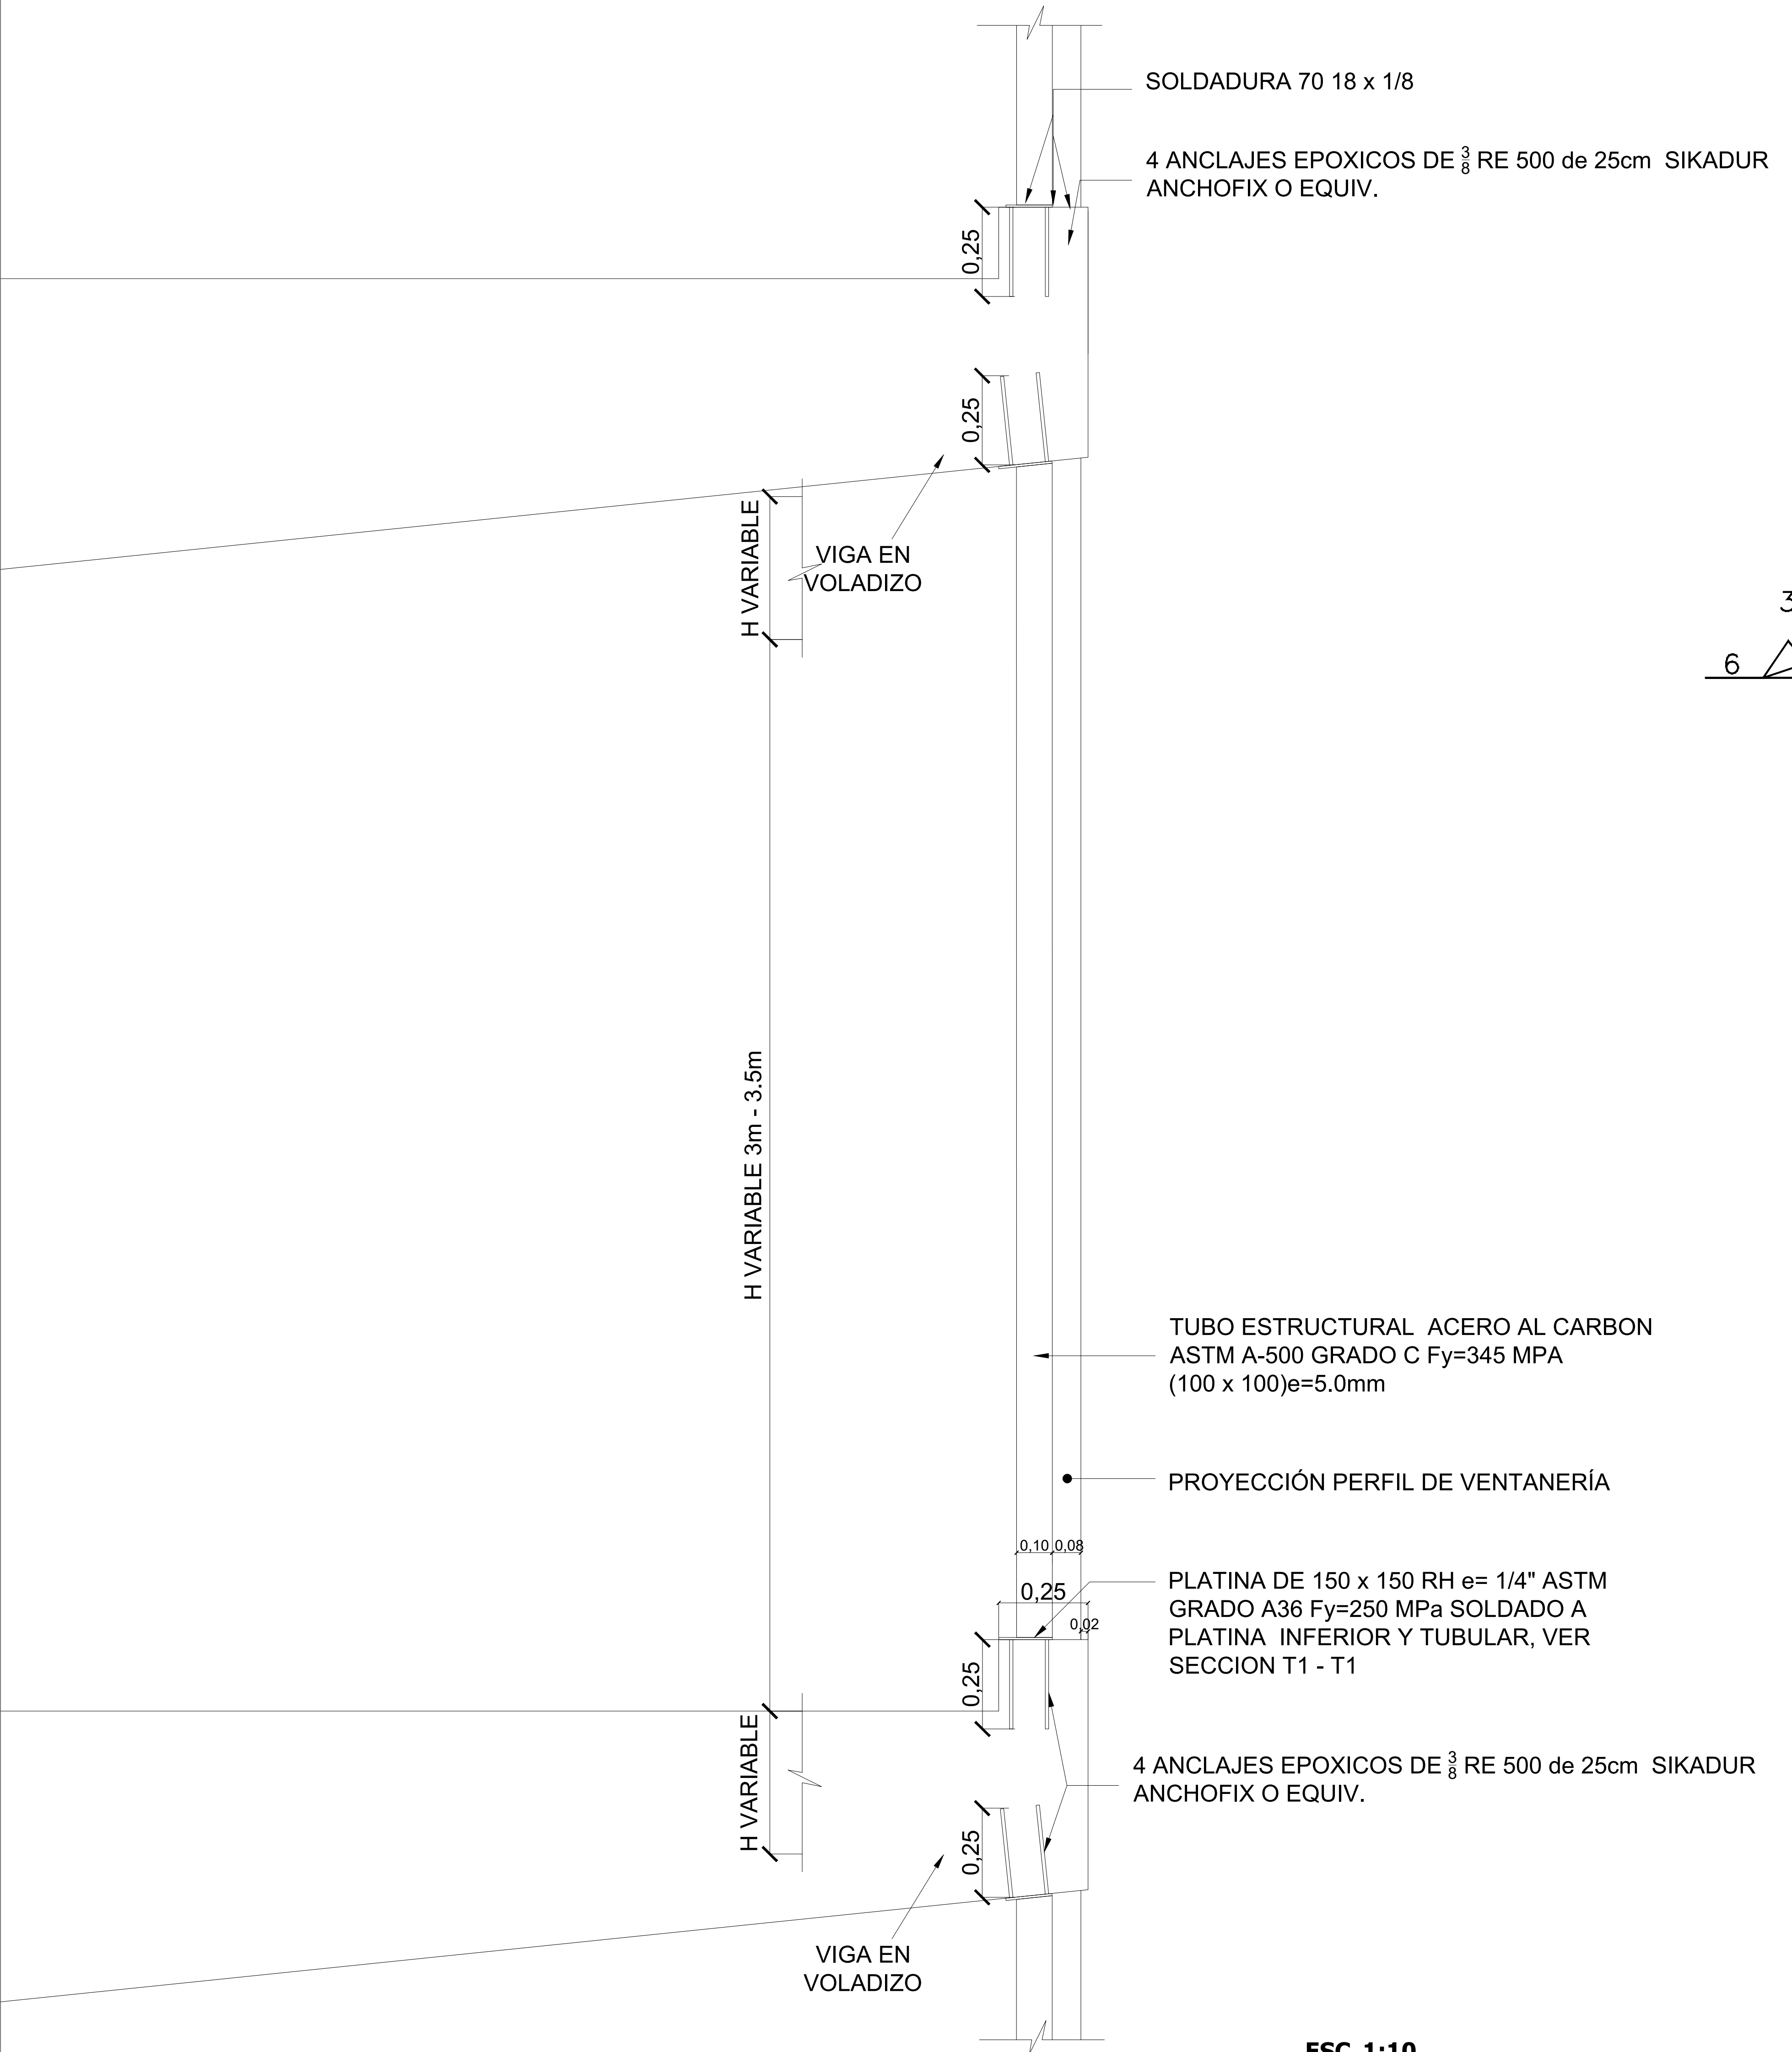 SOLDADURA 70 18 x 1/8
4 ANCLAJES EPOXICOS DE 3/8 RE 500 de 25cm SIKADUR
ANCHOFIX O EQUIV.
0,25
0,25
H VARIABLE
VIGA EN
VOLADIZO
3
6
H VARIABLE 3m - 3.5m
TUBO ESTRUCTURAL ACERO AL CARBON
ASTM A-500 GRADO C Fy=345 MPA
(100 x 100)e=5.0mm
PROYECCIÓN PERFIL DE VENTANERÍA
0,10 0,08
0,25
0,02
PLATINA DE 150 x 150 RH e= 1/4" ASTM
GRADO A36 Fy=250 MPa SOLDADO A
PLATINA INFERIOR Y TUBULAR, VER
SECCION T1 - T1
0,25
H VARIABLE
4 ANCLAJES EPOXICOS DE 3/8 RE 500 de 25cm SIKADUR
ANCHOFIX O EQUIV.
0,25
VIGA EN
VOLADIZO
ESC 1:10